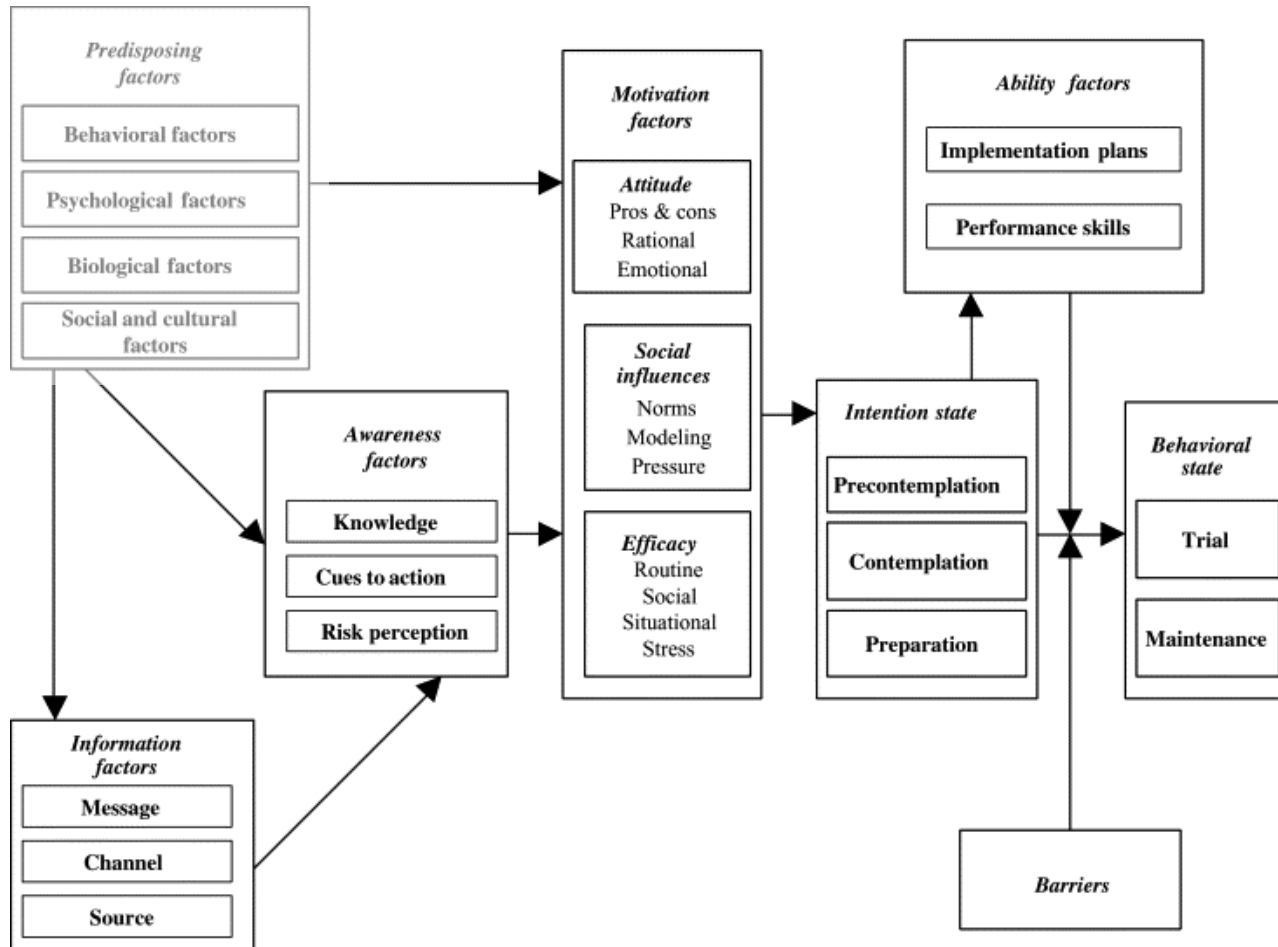 Predisposing
factors
Behavioral factors
Psychological factors
Biological factors
Social and cultural
factors
Information
factors
Message
Channel
Source
Awareness
factors
Knowledge
Cues to action
Risk perception
Motivation
factors
Attitude
Pros & cons
Rational
Emotional
Social
influences
Norms
Modeling
Pressure
Efficacy
Routine
Social
Situational
Stress
Intention state
Precontemplation
Contemplation
Preparation
Ability factors
Implementation plans
Performance skills
Behavioral
state
Trial
Maintenance
Barriers